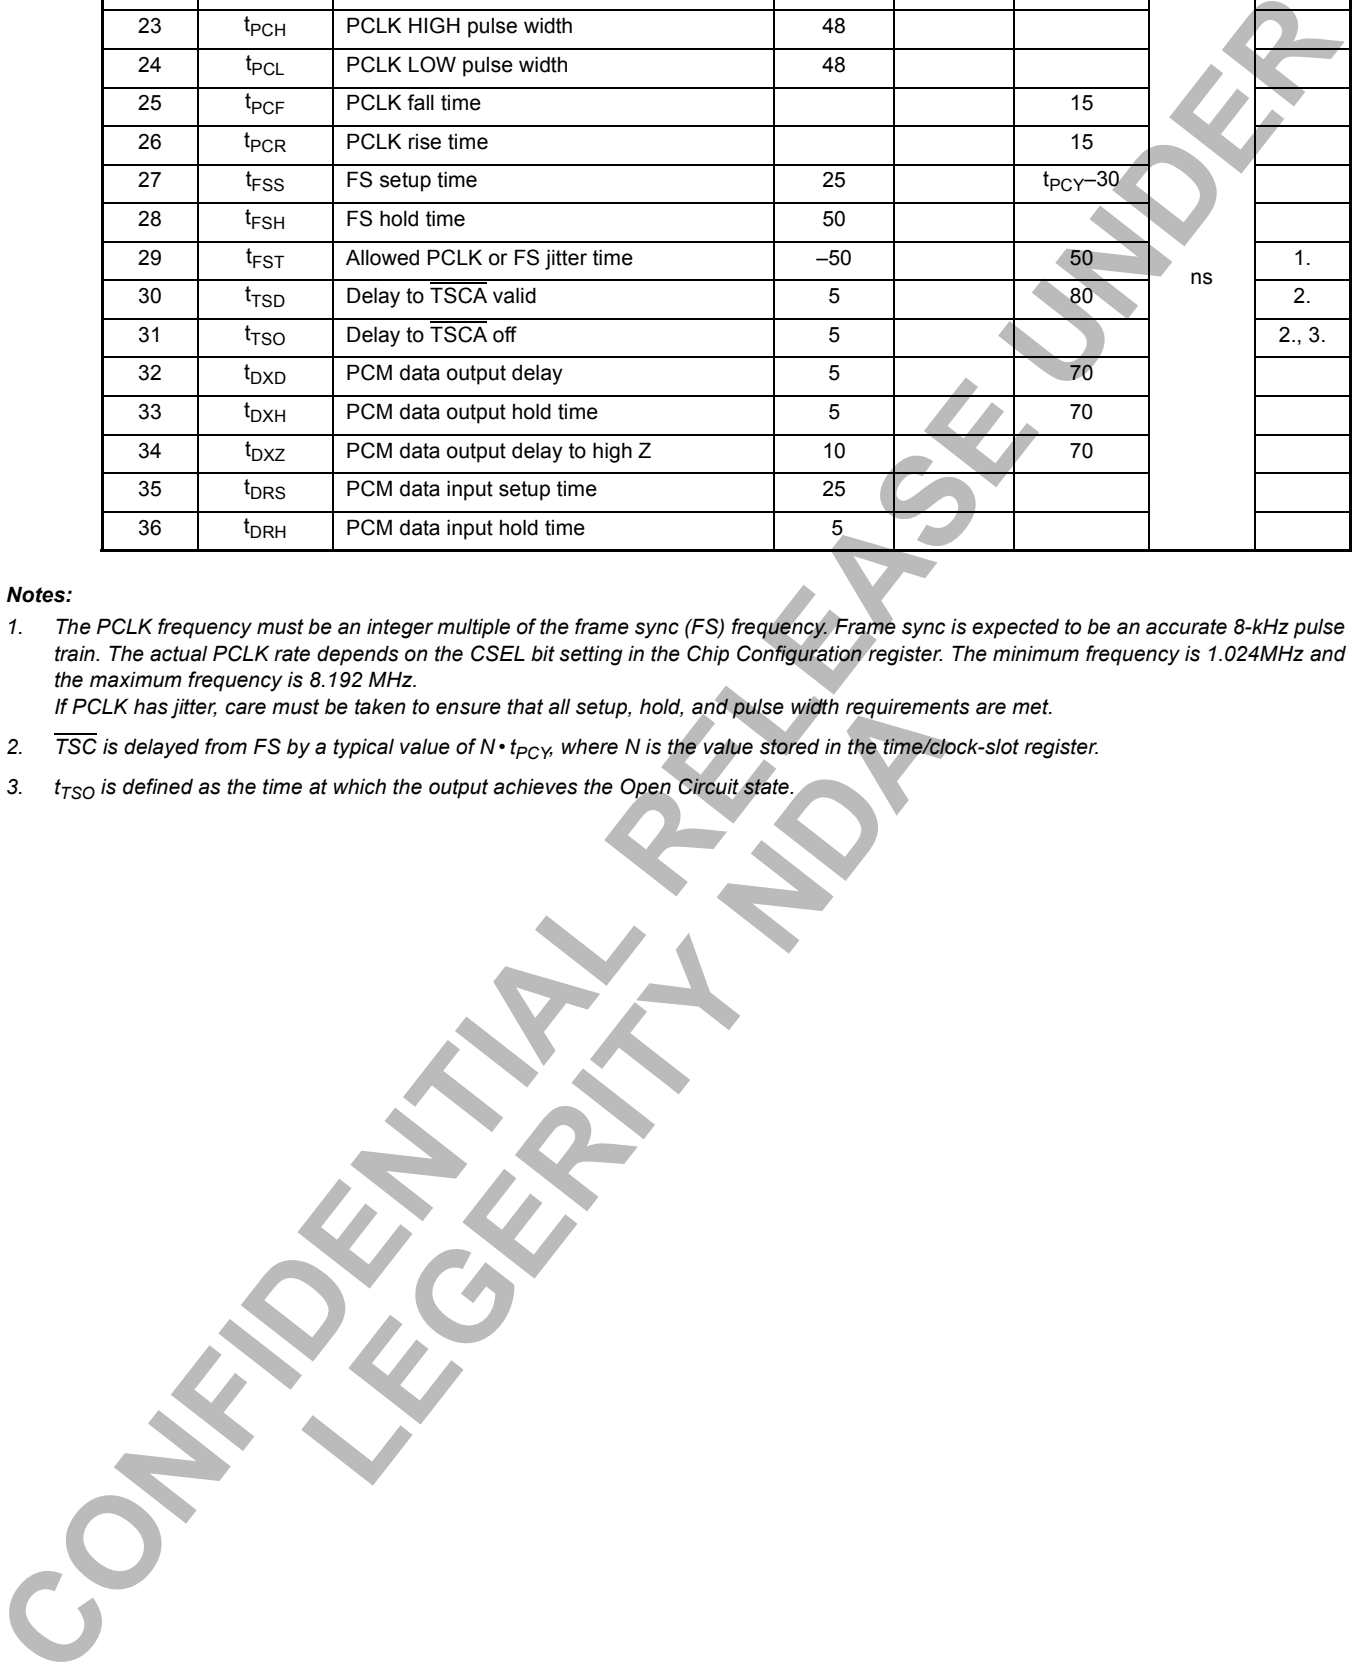 23 tPCH PCLK HIGH pulse width 48
24 tPCL PCLK LOW pulse width 48
25 tPCF PCLK fall time 15
26 tPCR PCLK rise time 15
27 tFSS FS setup time 25 tPCY–30
28 tFSH FS hold time 50
29 tFST Allowed PCLK or FS jitter time –50 50 1.
ns
30 tTSD Delay to TSCA valid 5 80 2.
31 tTSO Delay to TSCA off 5 2., 3.
32 tDXD PCM data output delay 5 70
33 tDXH PCM data output hold time 5 70
34 tDXZ PCM data output delay to high Z 10 70
35 tDRS PCM data input setup time 25
36 tDRH PCM data input hold time 5
Notes:
1. The PCLK frequency must be an integer multiple of the frame sync (FS) frequency. Frame sync is expected to be an accurate 8-kHz pulse
train. The actual PCLK rate depends on the CSEL bit setting in the Chip Configuration register. The minimum frequency is 1.024MHz and
the maximum frequency is 8.192 MHz.
If PCLK has jitter, care must be taken to ensure that all setup, hold, and pulse width requirements are met.
2. TSC is delayed from FS by a typical value of N • tPCY, where N is the value stored in the time/clock-slot register.
3. tTSO is defined as the time at which the output achieves the Open Circuit state.
CONFIDENTIAL RELEASE UNDER
LEGERITY NDA